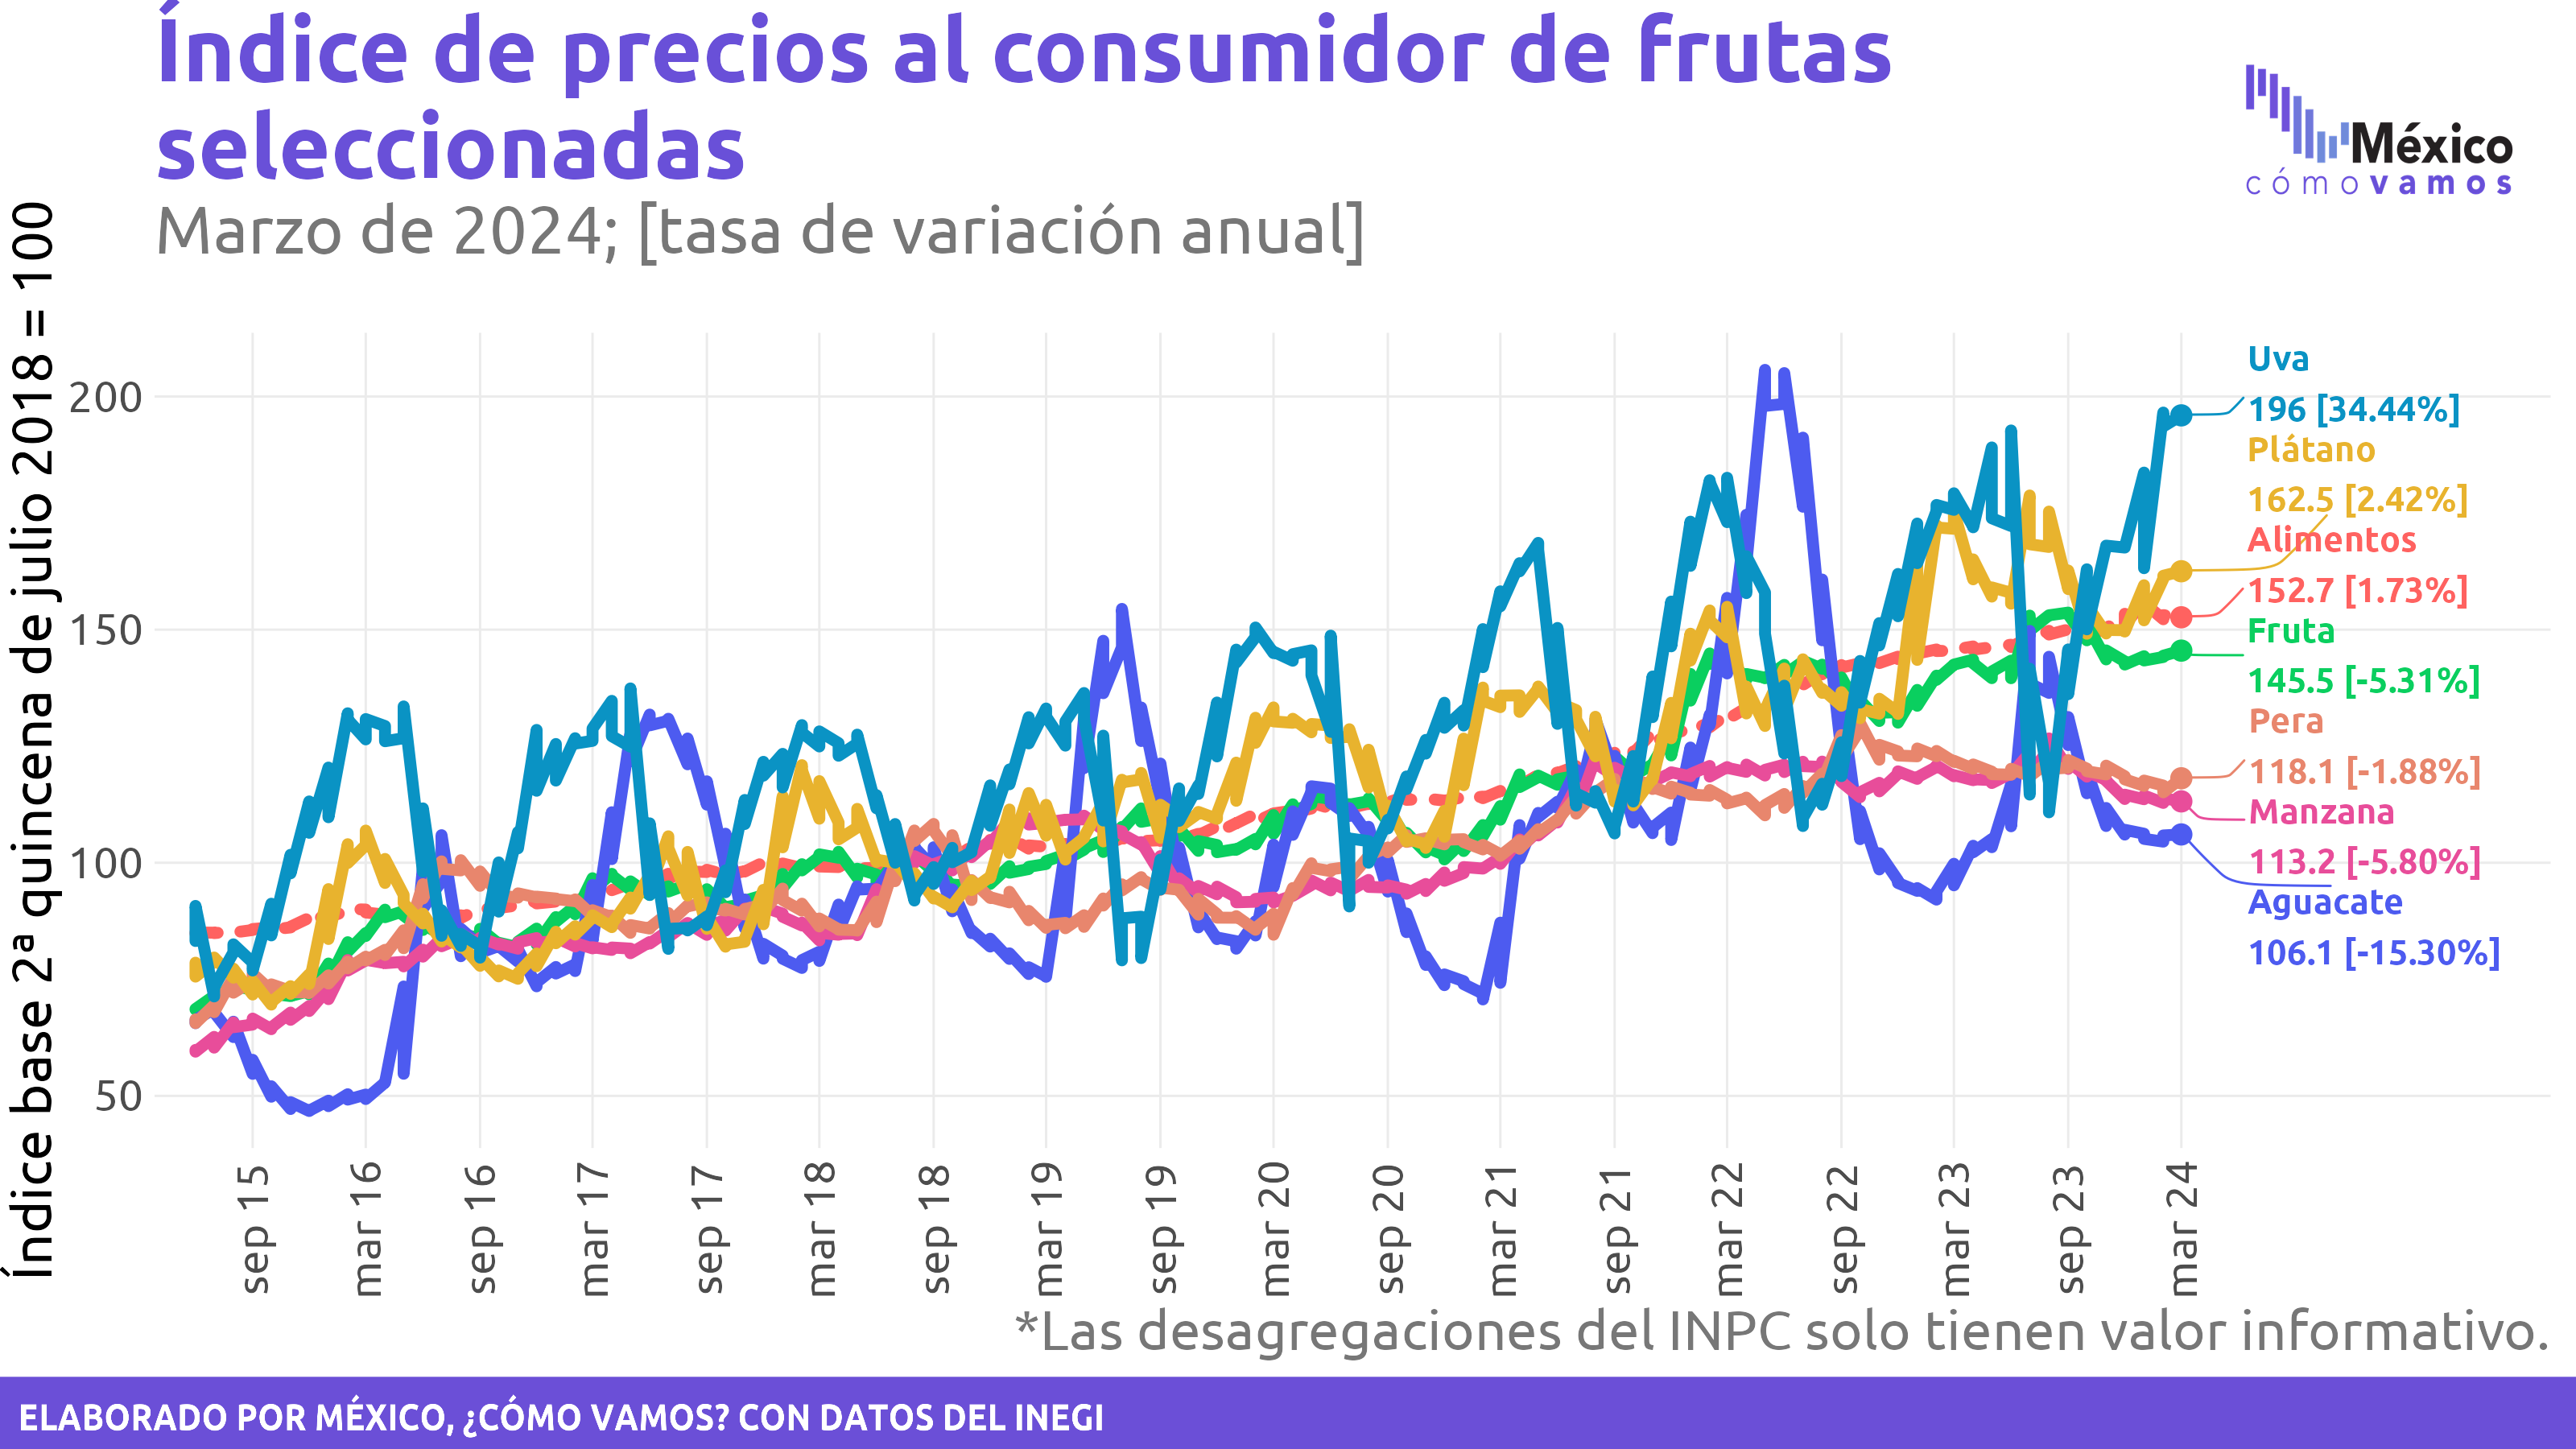 Índice de precios al consumidor de frutas
seleccionadas
Marzo de 2024; [tasa de variación anual]
México
cómo vamos
Índice base 2ª quincena de julio 2018 = 100
200
150
100
50
Uva
196 [34.44%]
Plátano
162.5 [2.42%]
Alimentos
152.7 [1.73%]
Fruta
145.5 [-5.31%]
Pera
118.1 [-1.88%]
Manzana
113.2 [-5.80%]
Aguacate
106.1 [-15.30%]
sep 15
mar 16
sep 16
mar 17
sep 17
mar 18
sep 18
mar 19
sep 19
mar 20
sep 20
mar 21
sep 21
mar 22
sep 22
mar 23
sep 23
mar 24
*Las desagregaciones del INPC solo tienen valor informativo.
ELABORADO POR MÉXICO, ¿CÓMO VAMOS? CON DATOS DEL INEGI